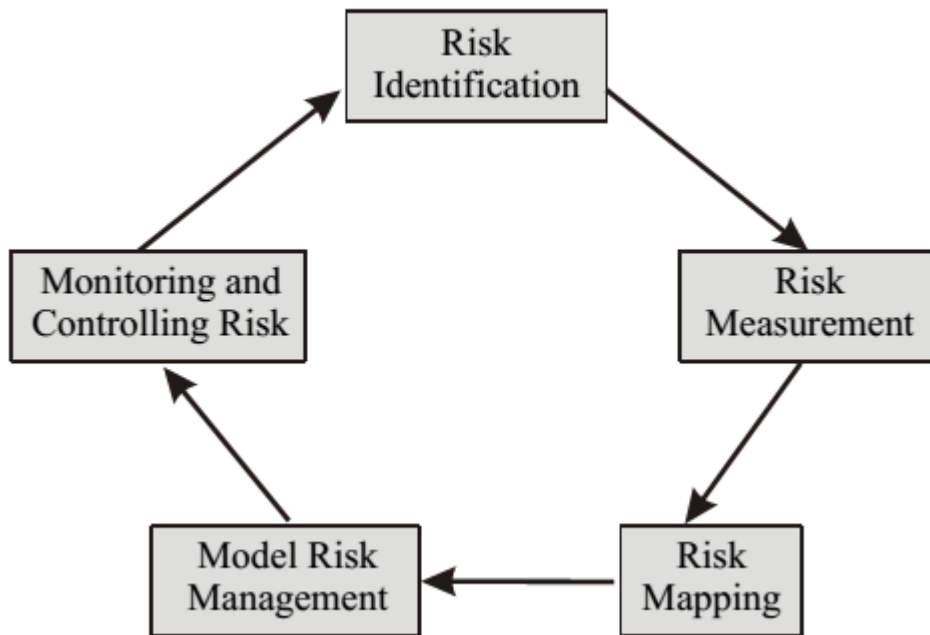 Risk
Identification
Risk
Measurement
Risk
Mapping
Model Risk
Management
Monitoring and
Controlling Risk